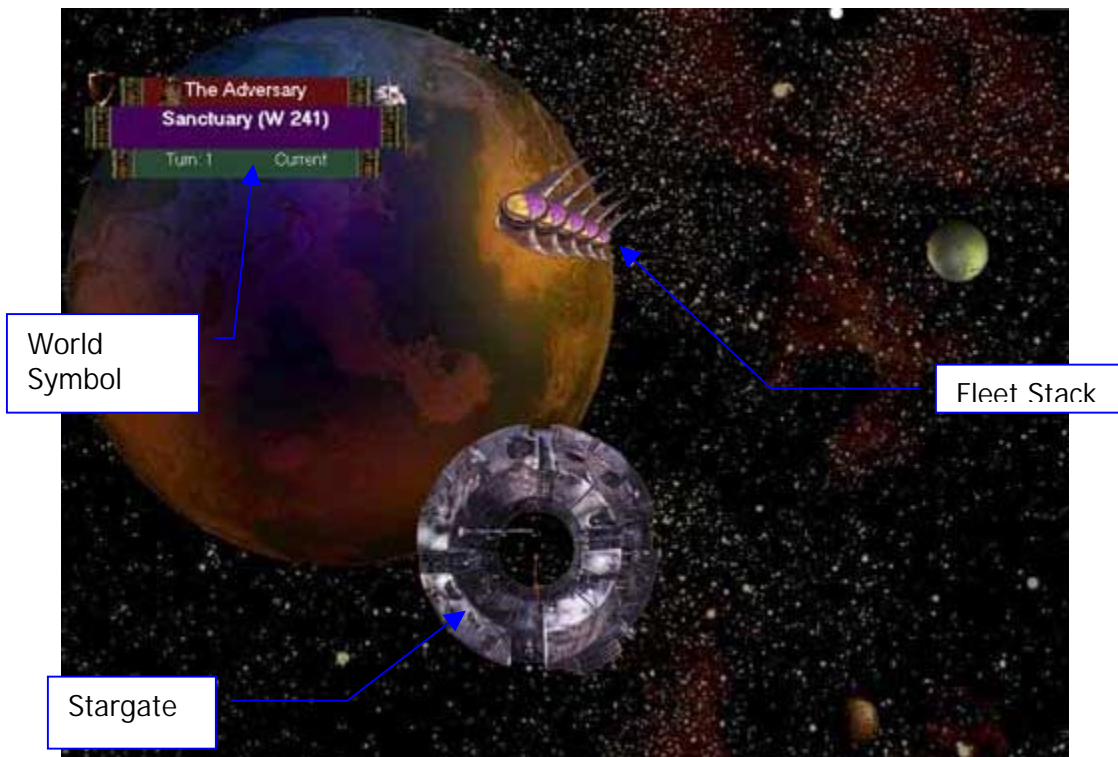 The Adversary
Sanctuary (W 241)
Turn: 1 Current
World
Symbol
Fleet Stack
Stargate